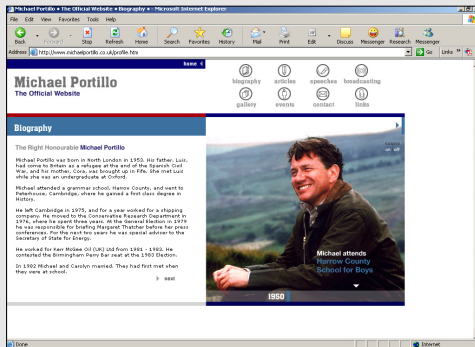 Michael Portillo • The Official Website • Biography • - Microsoft Internet Explorer
File Edit View Favorites Tools Help
Back Forward Stop Refresh Home Search Favorites History Mail Print Edit Discuss Messenger Research Messenger
Address http://www.michaelportillo.co.uk/profile.htm Go Links »
home
Michael Portillo
The Official Website
biography articles speeches broadcasting
gallery events contact links
Biography
The Right Honourable Michael Portillo
Michael Portillo was born in North London in 1953. His father, Luis,
had come to Britain as a refugee at the end of the Spanish Civil
War, and his mother, Cora, was brought up in Fife. She met Luis
while she was an undergraduate at Oxford.
Michael attended a grammar school, Harrow County, and went to
Peterhouse, Cambridge, where he gained a first class degree in
History.
He left Cambridge in 1975, and for a year worked for a shipping
company. He moved to the Conservative Research Department in
1976, where he spent three years. At the General Election in 1979
he was responsible for briefing Margaret Thatcher before her press
conferences. For the next two years he was special adviser to the
Secretary of State for Energy.
He worked for Kerr McGee Oil (UK) Ltd from 1981 - 1983. He
contested the Birmingham Perry Bar seat at the 1983 Election.
In 1982 Michael and Carolyn married. They had first met when
they were at school.
next
on off
Michael attends
Harrow County
School for Boys
1950
Done Internet